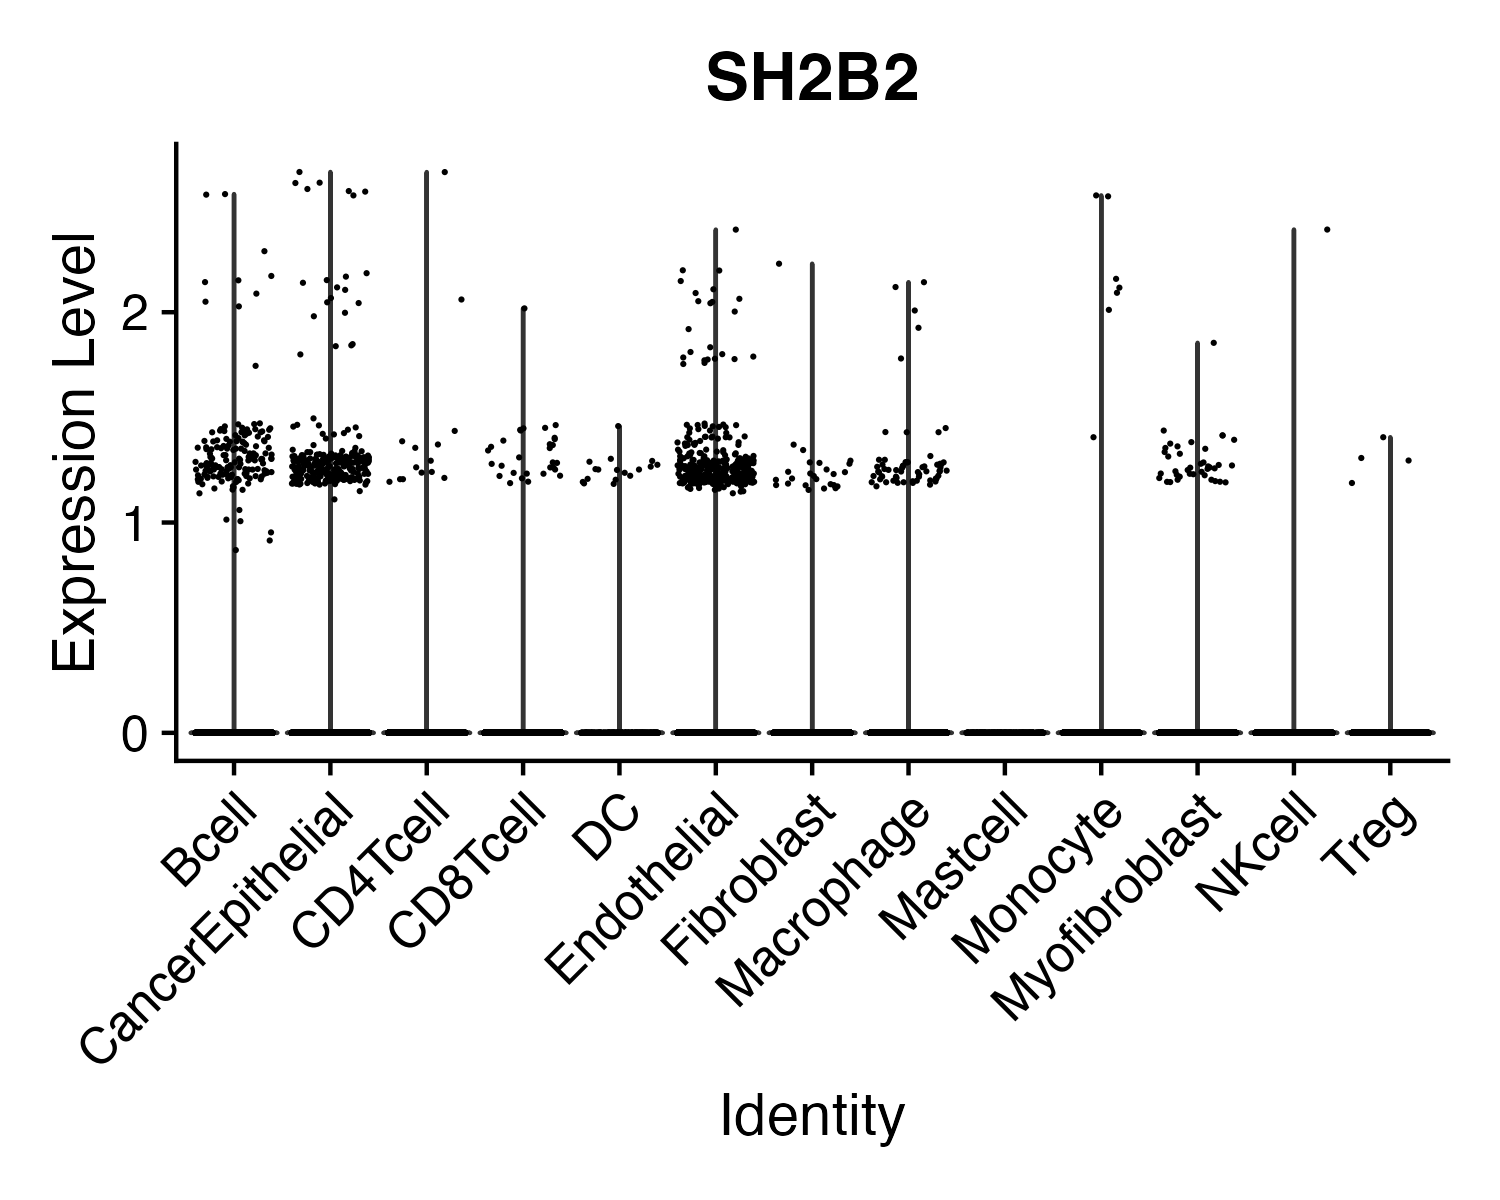 SH2B2
Expression Level
2
1
0
Bcell
CancerEpithelial
CD4Tcell
CD8Tcell
DC
Endothelial
Fibroblast
Macrophage
Mastcell
Monocyte
Myofibroblast
NKcell
Treg
Identity